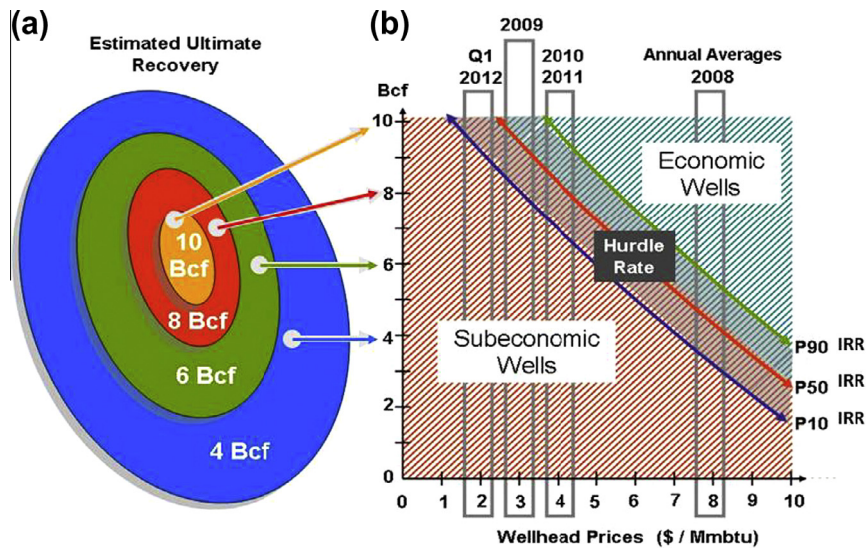 (a)
Estimated Ultimate
Recovery
10
Bcf
8 Bcf
6 Bcf
4 Bcf
(b)
2009
Q1
2012
2010
2011
Annual Averages
2008
Bcf
10
8
6
4
2
0
Economic
Wells
Hurdle
Rate
Subeconomic
Wells
P90 IRR
P50 IRR
P10 IRR
0 1 2 3 4 5 6 7 8 9 10
Wellhead Prices ($ / Mmbtu)